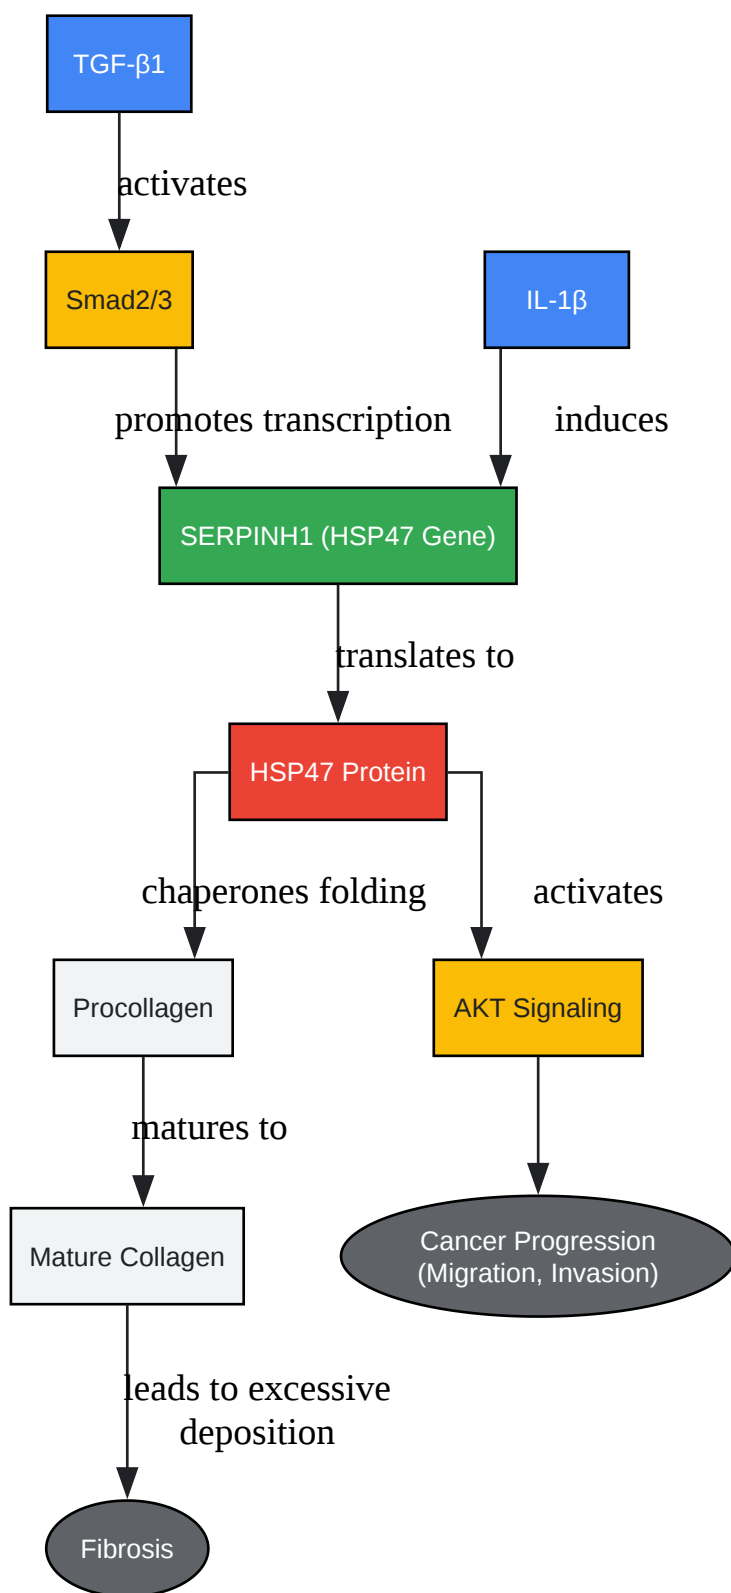 TGF-β1
activates
Smad2/3
IL-1β
promotes transcription
induces
SERPINH1 (HSP47 Gene)
translates to
HSP47 Protein
chaperones folding
activates
Procollagen
AKT Signaling
matures to
Mature Collagen
Cancer Progression
(Migration, Invasion)
leads to excessive
deposition
Fibrosis